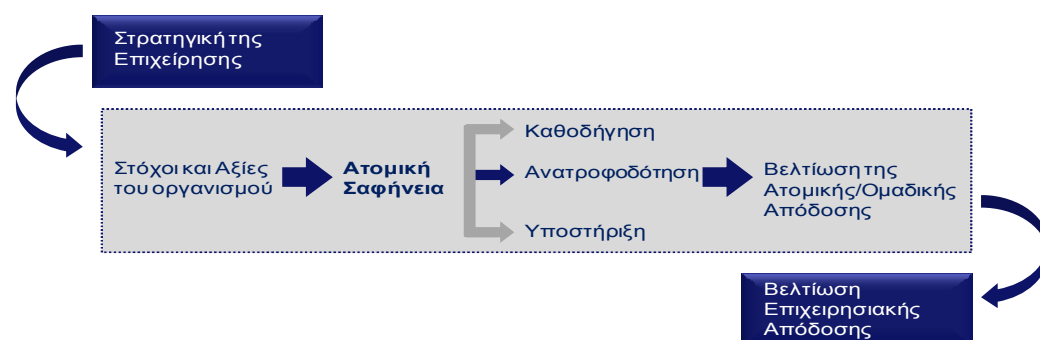 Στρατηγική της
Επιχείρησης
Στόχοι και Αξίες
του οργανισμού
Ατομική
Σαφήνεια
Καθοδήγηση
Ανατροφοδότηση
Υποστήριξη
Βελτίωση της
Ατομικής/Ομαδικής
Απόδοσης
Βελτίωση
Επιχειρησιακής
Απόδοσης